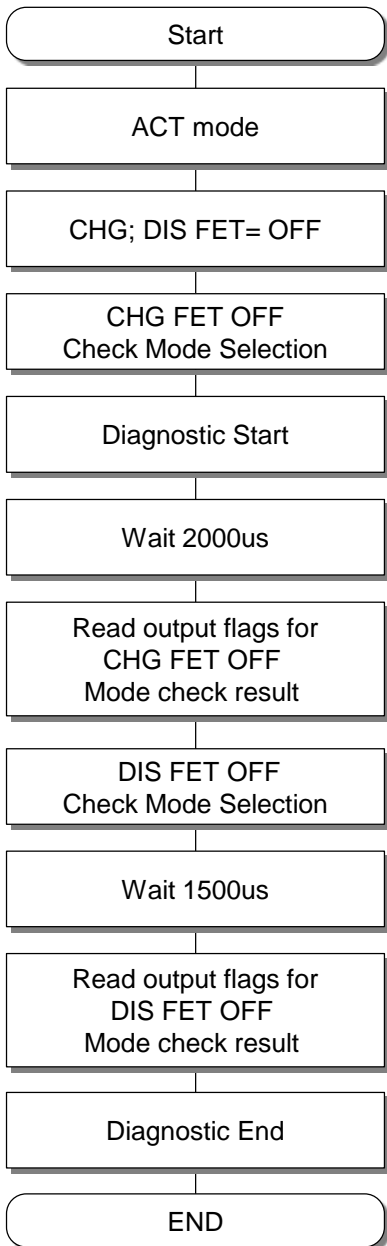 Start
ACT mode
CHG; DIS FET= OFF
CHG FET OFF
Check Mode Selection
Diagnostic Start
Wait 2000us
Read output flags for
CHG FET OFF
Mode check result
DIS FET OFF
Check Mode Selection
Wait 1500us
Read output flags for
DIS FET OFF
Mode check result
Diagnostic End
END